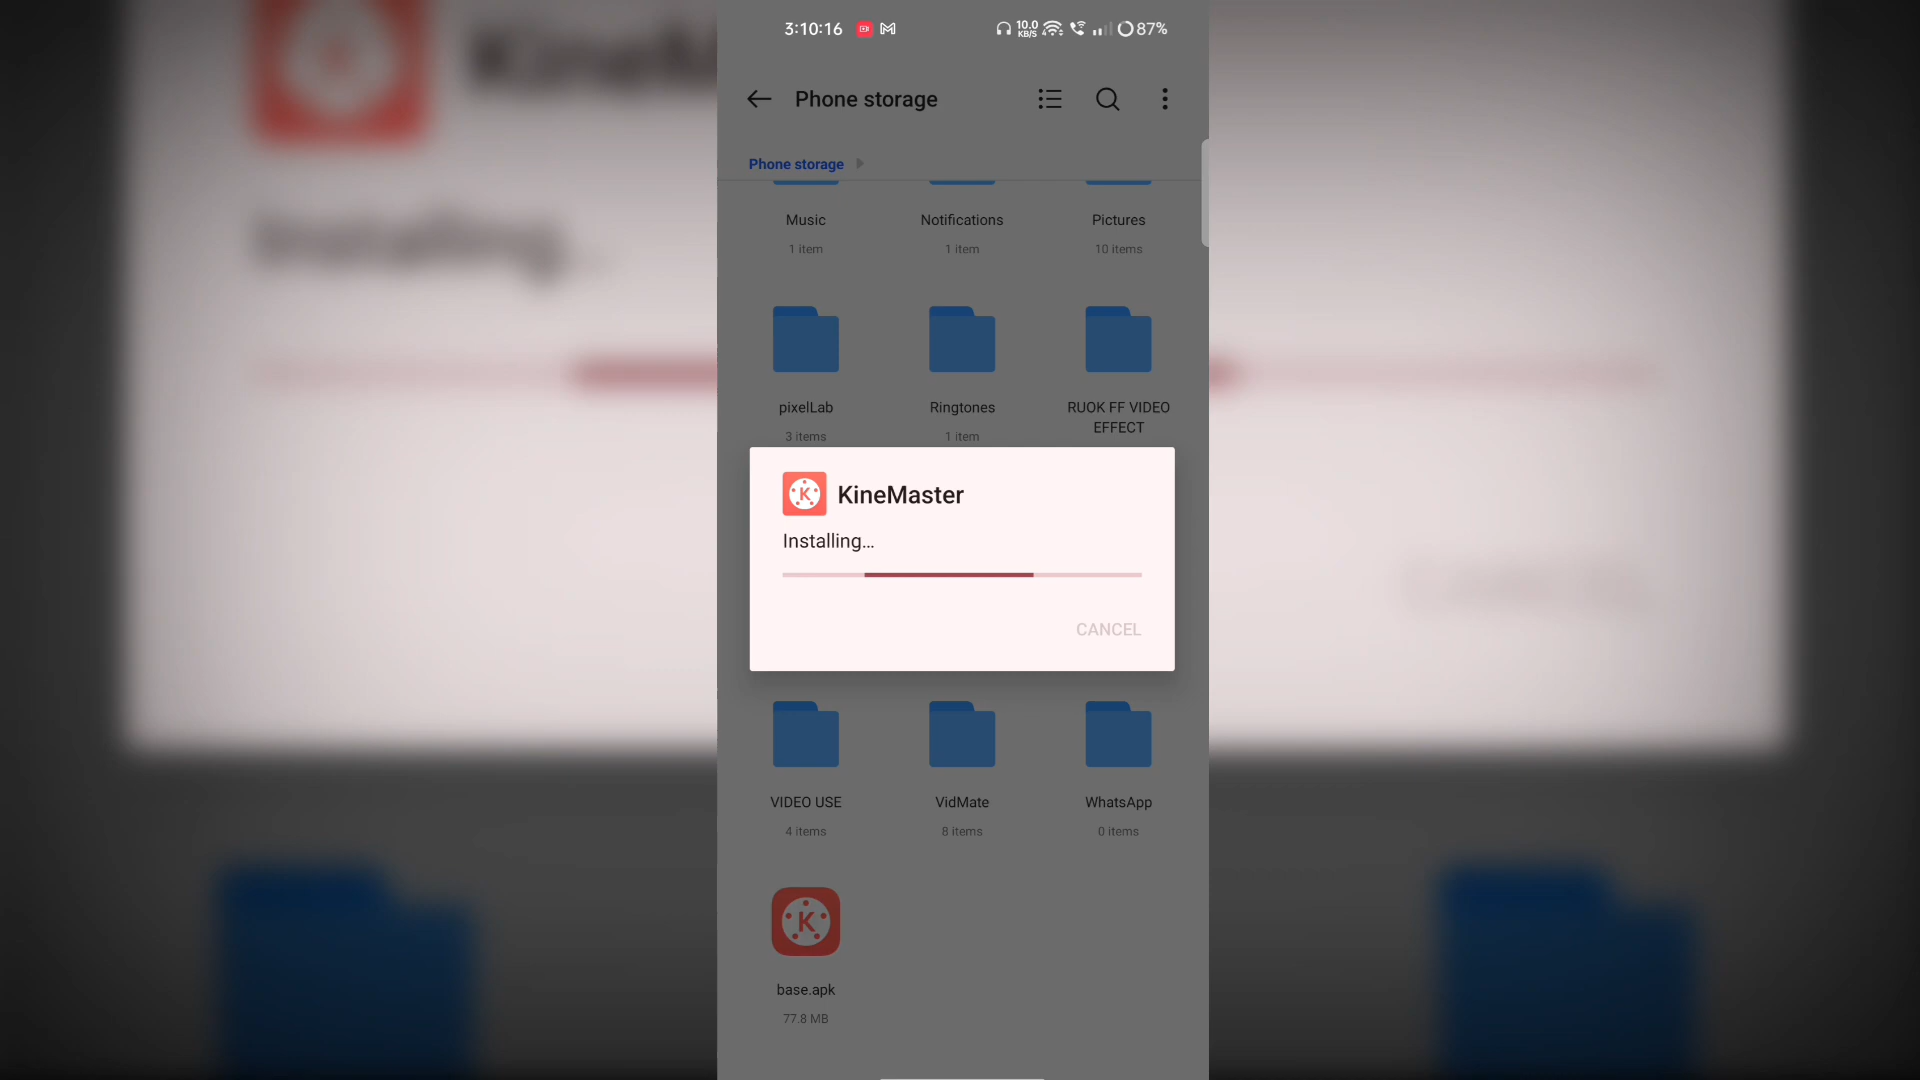 3:10:16
10.0
KB/S
87%
Phone storage
Phone storage
Music
Notifications
Pictures
1 item
1 item
10 items
pixelLab
Ringtones
RUOK FF VIDEO
EFFECT
3 items
1 item
K
KineMaster
Installing...
CANCEL
VIDEO USE
VidMate
WhatsApp
4 items
8 items
0 items
K
base.apk
77.8 MB
KineM
Installing...